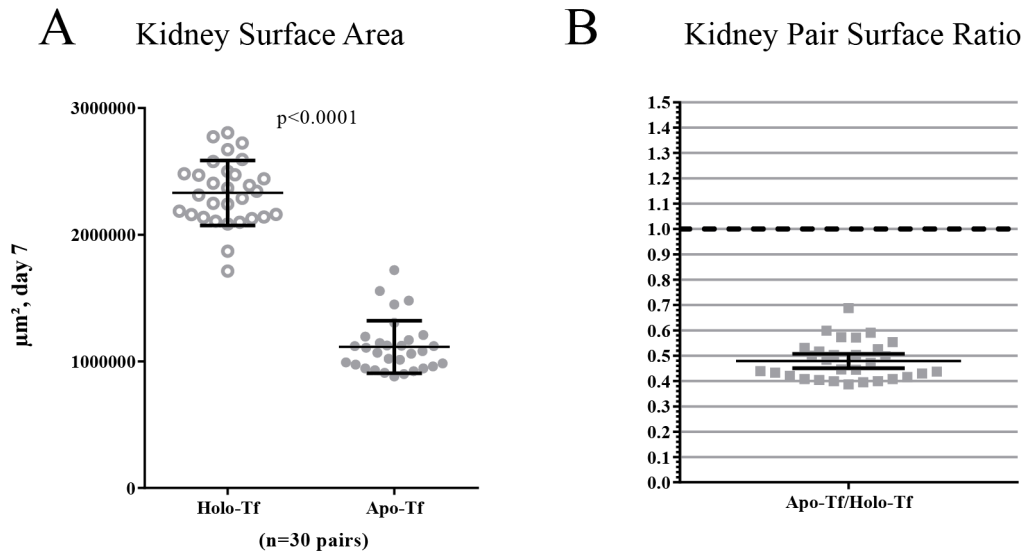 A
Kidney Surface Area
3000000
p<0.0001
2000000
µm², day 7
1000000
0
Holo-Tf
Apo-Tf
(n=30 pairs)
B
Kidney Pair Surface Ratio
1.5
1.4
1.3
1.2
1.1
1.0
0.9
0.8
0.7
0.6
0.5
0.4
0.3
0.2
0.1
0.0
Apo-Tf/Holo-Tf